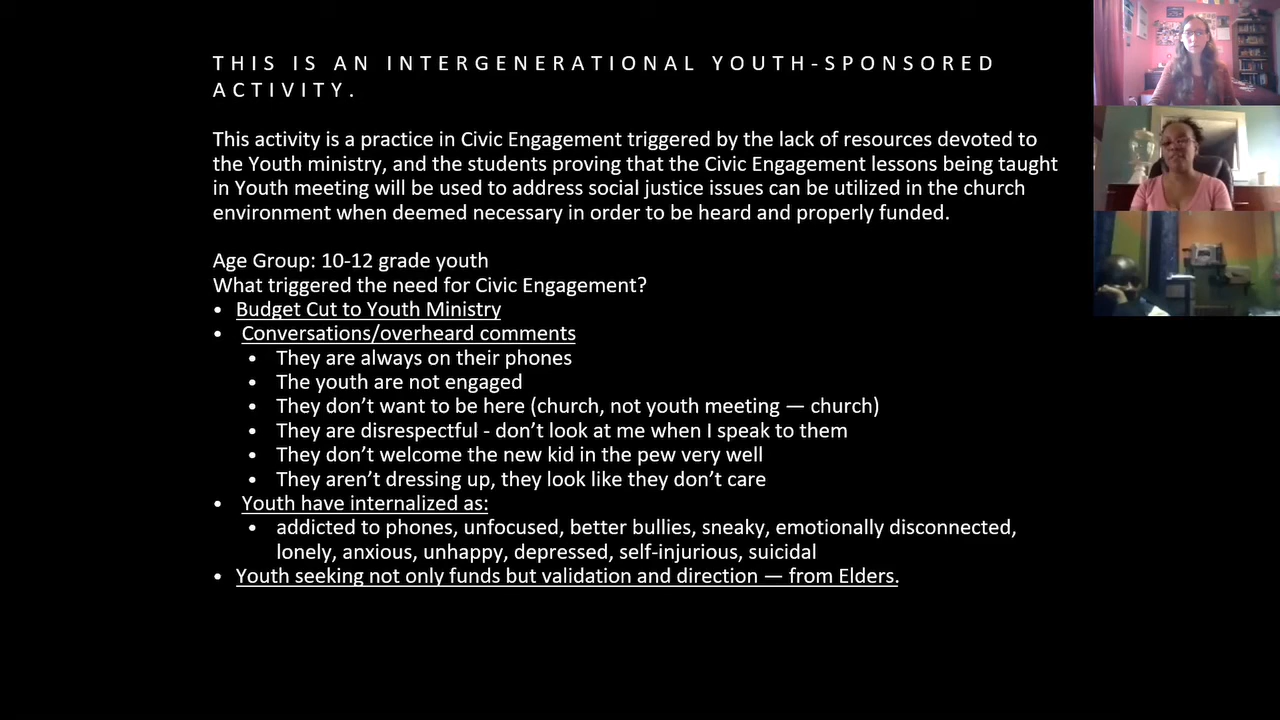 THIS IS AN INTERGENERATIONAL YOUTH-SPONSORED
ACTIVITY.
This activity is a practice in Civic Engagement triggered by the lack of resources devoted to
the Youth ministry, and the students proving that the Civic Engagement lessons being taught
in Youth meeting will be used to address social justice issues can be utilized in the church
environment when deemed necessary in order to be heard and properly funded.
Age Group: 10-12 grade youth
What triggered the need for Civic Engagement?
• Budget Cut to Youth Ministry
• Conversations/overheard comments
• They are always on their phones
• The youth are not engaged
• They don’t want to be here (church, not youth meeting — church)
• They are disrespectful - don’t look at me when I speak to them
• They don’t welcome the new kid in the pew very well
• They aren’t dressing up, they look like they don’t care
• Youth have internalized as:
• addicted to phones, unfocused, better bullies, sneaky, emotionally disconnected,
lonely, anxious, unhappy, depressed, self-injurious, suicidal
• Youth seeking not only funds but validation and direction — from Elders.